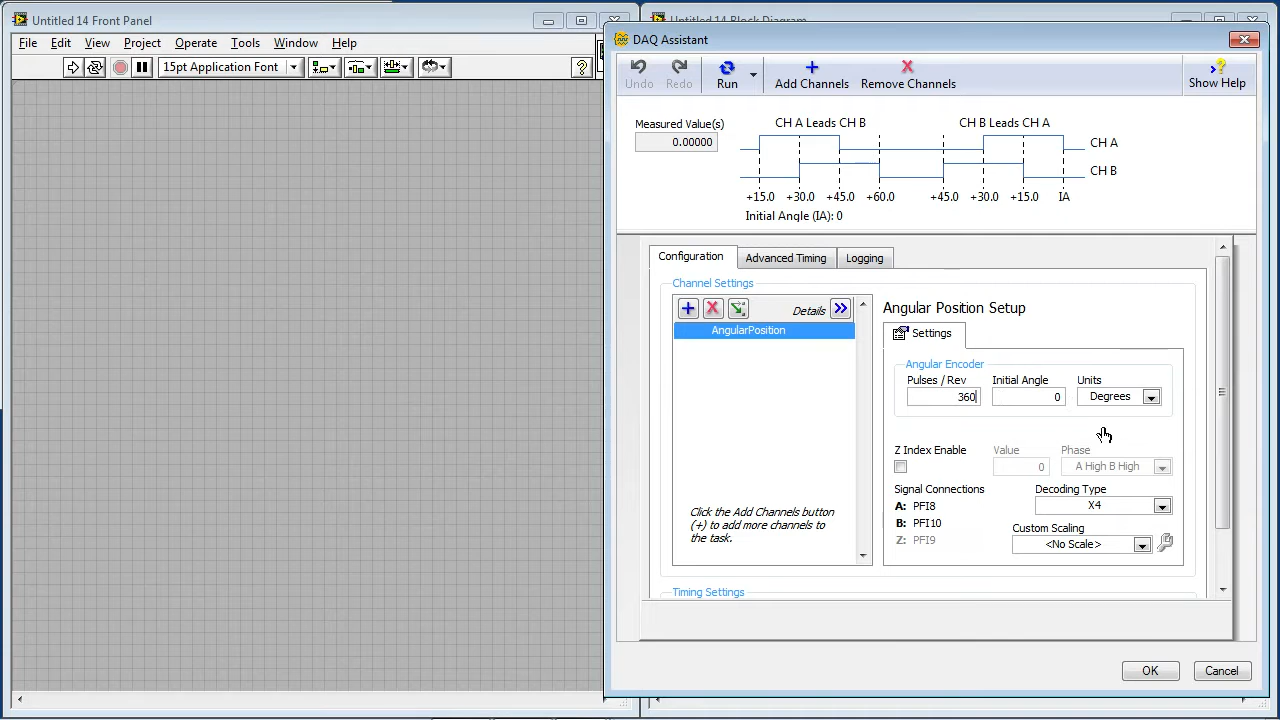 Untitled 14 Front Panel
File Edit View Project Operate Tools Window Help
15pt Application Font
Untitled 14 Block Diagram
DAQ Assistant
Undo Redo Run Add Channels Remove Channels Show Help
Measured Value(s)
0.00000
CH A Leads CH B CH B Leads CH A
CH A
CH B
+15.0 +30.0 +45.0 +60.0 +45.0 +30.0 +15.0 IA
Initial Angle (IA): 0
Configuration Advanced Timing Logging
Channel Settings
Details
AngularPosition
Click the Add Channels button
(+) to add more channels to
the task.
Angular Position Setup
Settings
Angular Encoder
Pulses / Rev Initial Angle Units
360 0 Degrees
Z Index Enable Value Phase
0 A High B High
Signal Connections Decoding Type
A: PFI8 X4
B: PFI10 Custom Scaling
Z: PFI9 <No Scale>
Timing Settings
OK Cancel